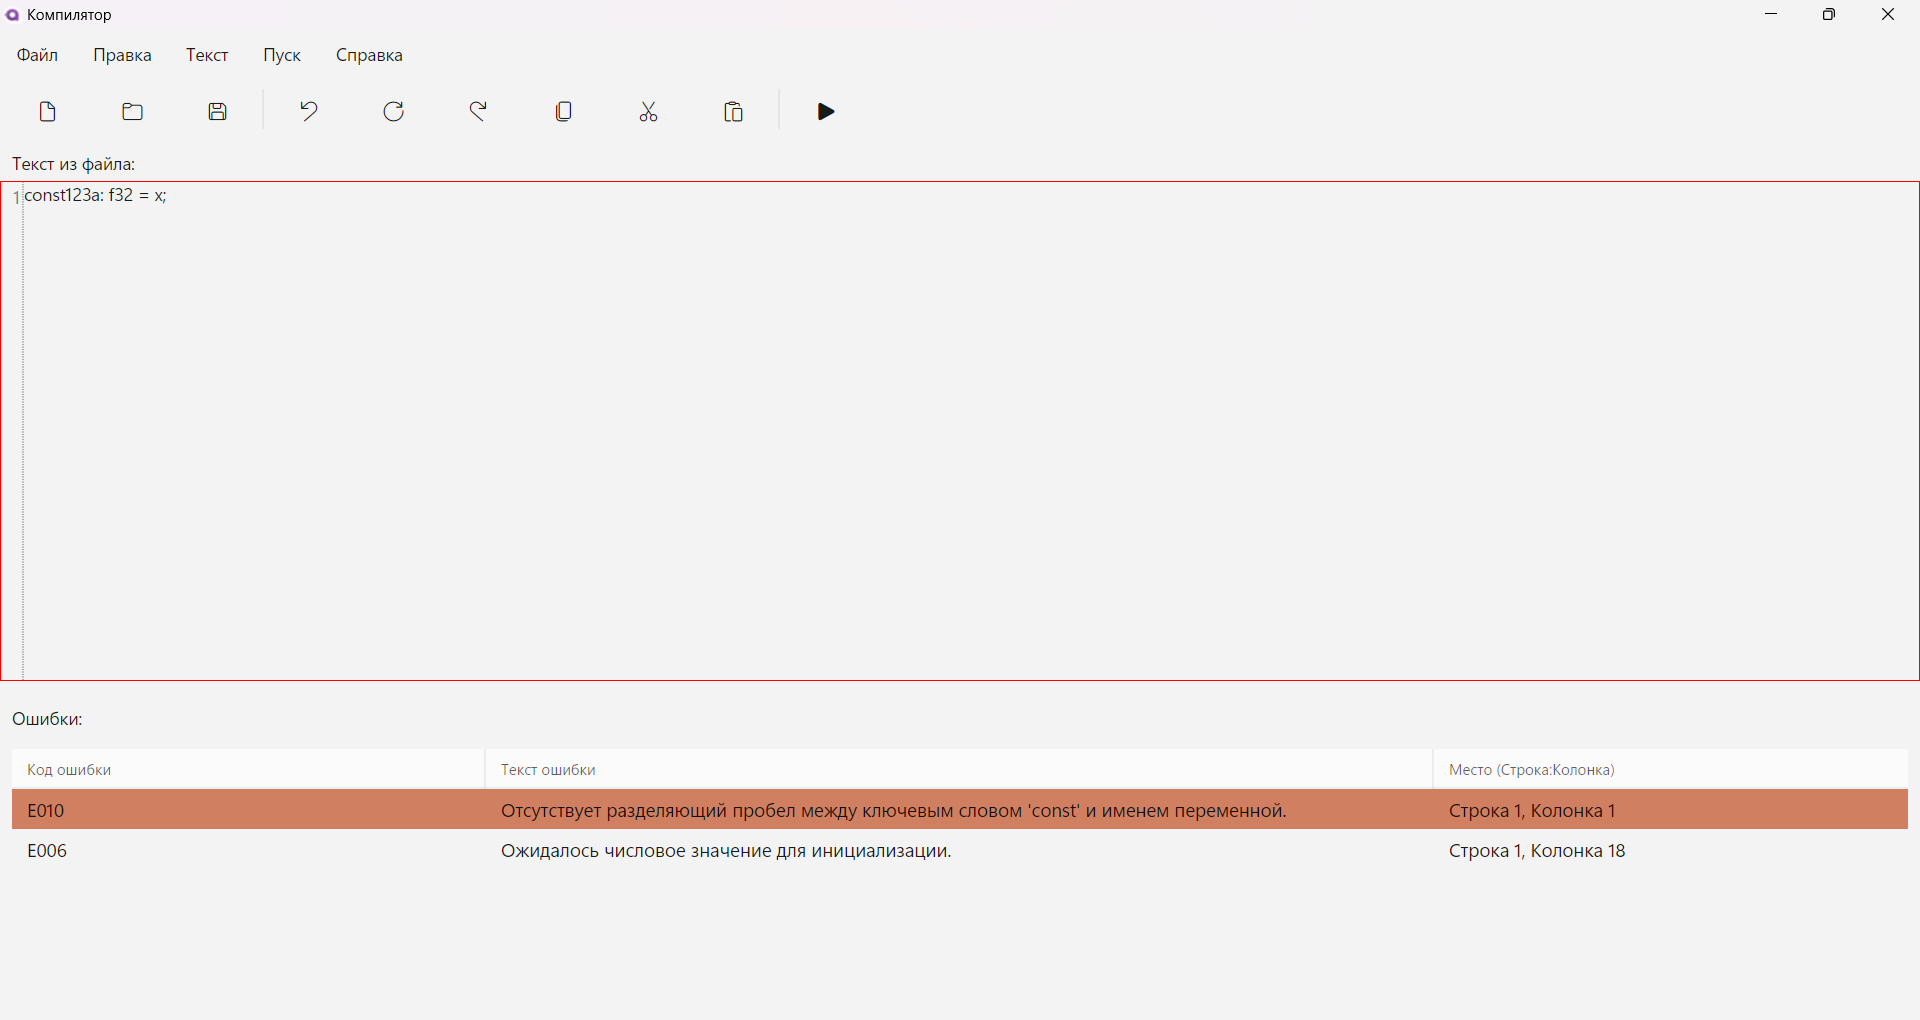 Компилятор
Файл Правка Текст Пуск Справка
Текст из файла:
1 const123a: f32 = x;
Ошибки:
Код ошибки Текст ошибки Место (Строка:Колонка)
E010 Отсутствует разделяющий пробел между ключевым словом 'const' и именем переменной. Строка 1, Колонка 1
E006 Ожидалось числовое значение для инициализации. Строка 1, Колонка 18